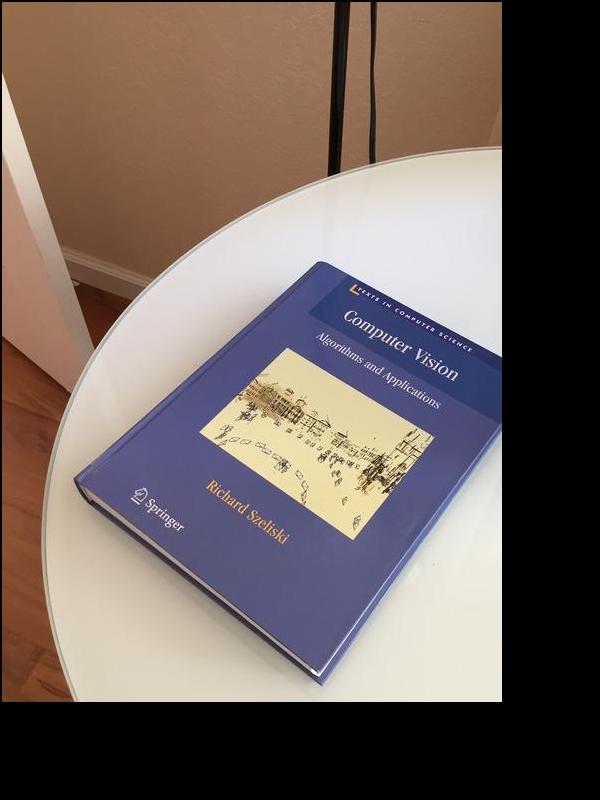 TEXTS IN COMPUTER SCIENCE
Computer Vision
Algorithms and Applications
Richard Szeliski
Springer